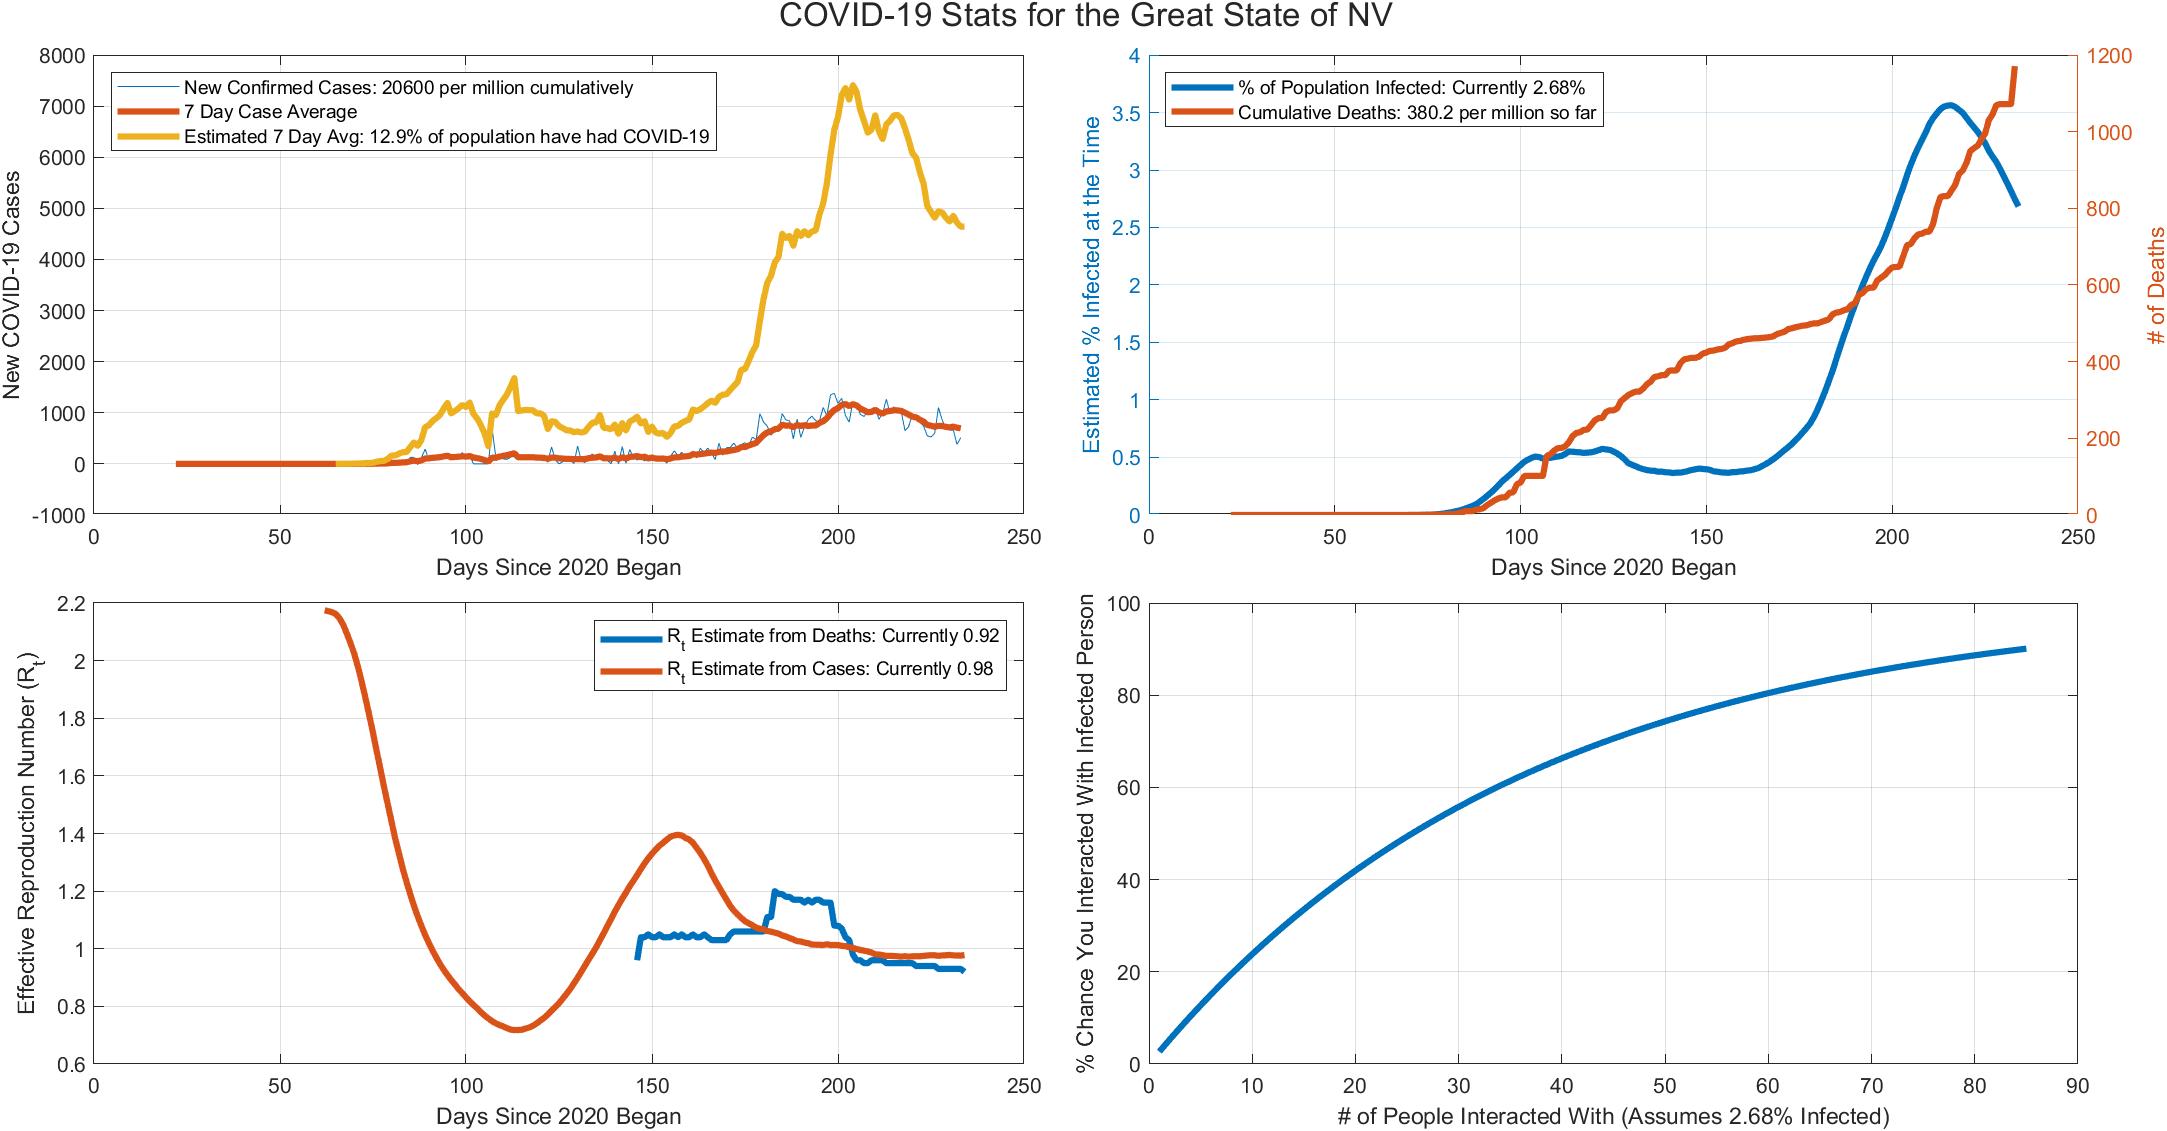 COVID-19 Stats for the Great State of NV
New COVID-19 Cases
8000
7000
6000
5000
4000
3000
2000
1000
0
-1000
New Confirmed Cases: 20600 per million cumulatively
7 Day Case Average
Estimated 7 Day Avg: 12.9% of population have had COVID-19
0 50 100 150 200 250
Days Since 2020 Began
Estimated % Infected at the Time
4
3.5
3
2.5
2
1.5
1
0.5
0
% of Population Infected: Currently 2.68%
Cumulative Deaths: 380.2 per million so far
1200
1000
800
600
400
200
0
# of Deaths
0 50 100 150 200 250
Days Since 2020 Began
Effective Reproduction Number (Rt)
2.2
2
1.8
1.6
1.4
1.2
1
0.8
0.6
Rt Estimate from Deaths: Currently 0.92
Rt Estimate from Cases: Currently 0.98
0 50 100 150 200 250
Days Since 2020 Began
% Chance You Interacted With Infected Person
100
80
60
40
20
0
0 10 20 30 40 50 60 70 80 90
# of People Interacted With (Assumes 2.68% Infected)